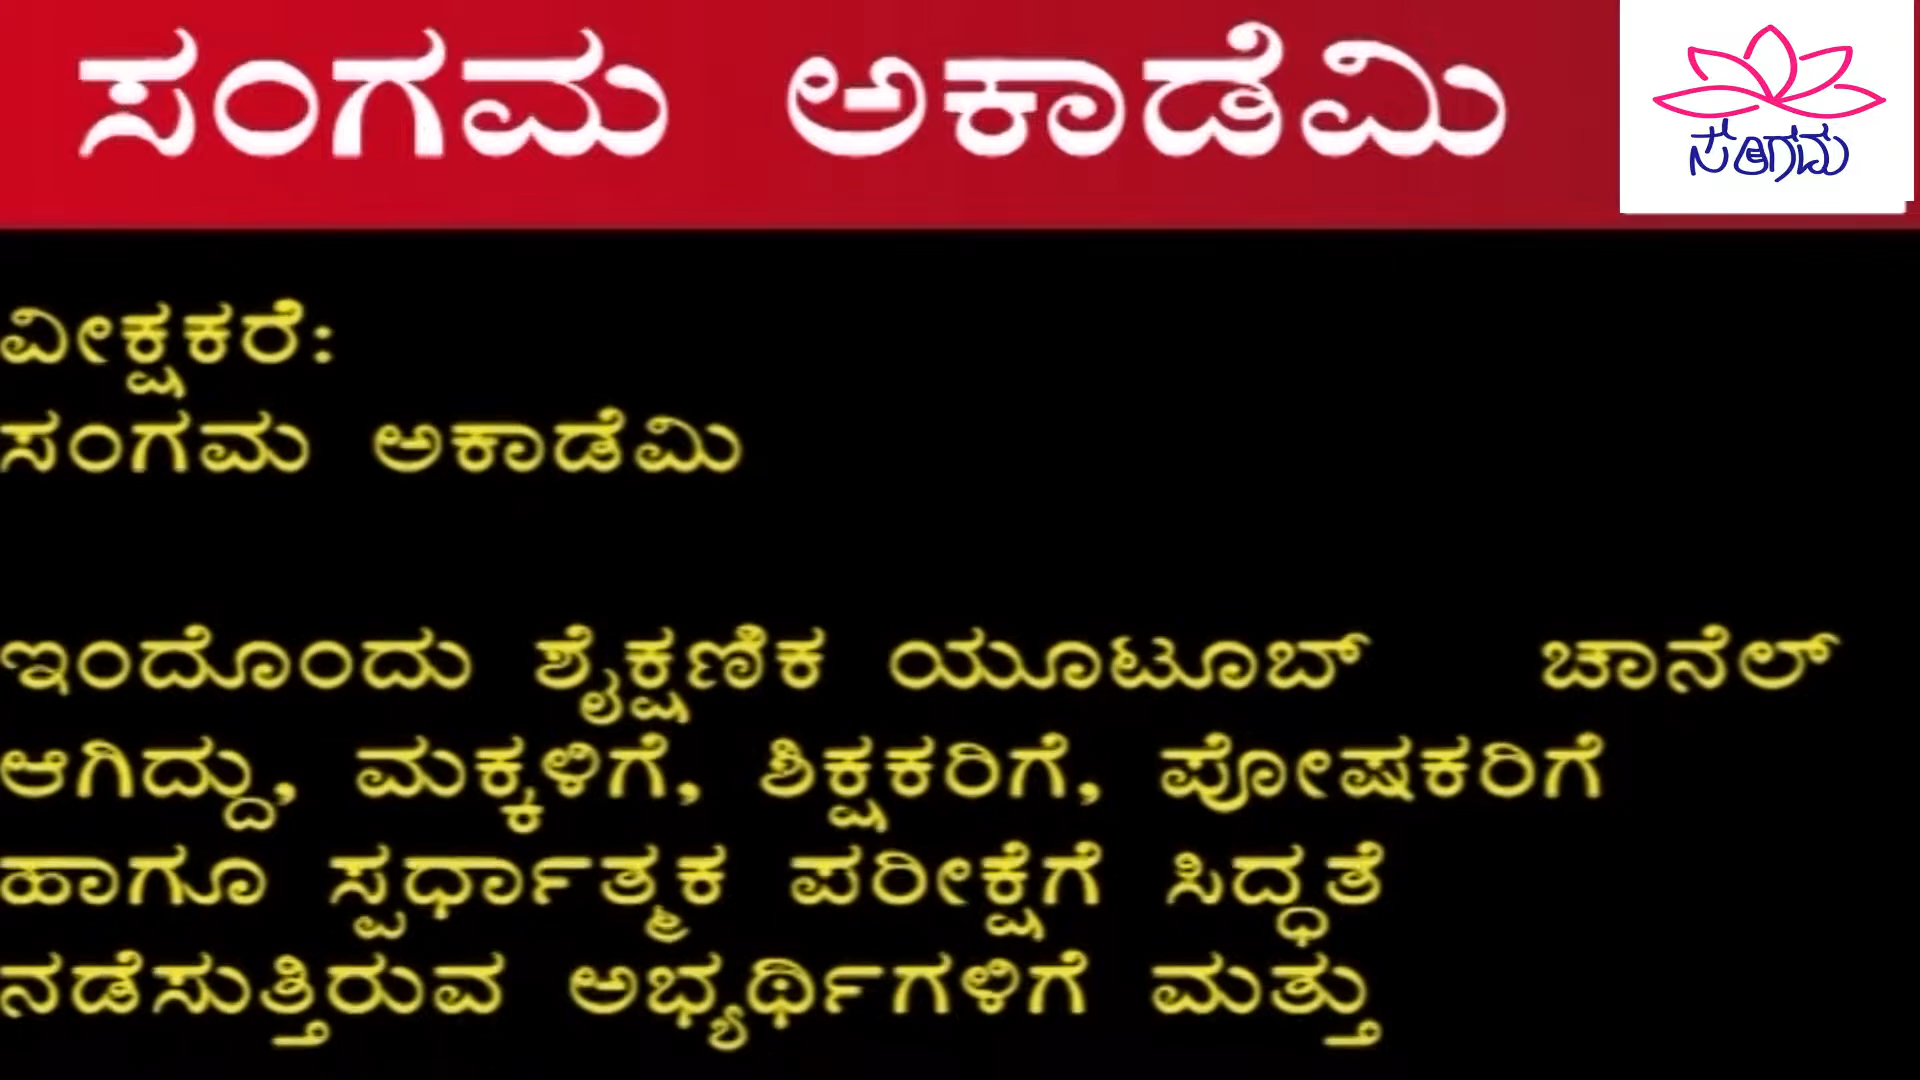 ಸಂಗಮ ಅಕಾಡೆಮಿ
ಸಂಗಮ
ವೀಕ್ಷಕರೆ:
ಸಂಗಮ ಅಕಾಡೆಮಿ
ಇಂದೊಂದು ಶೈಕ್ಷಣಿಕ ಯೂಟೂಬ್ ಚಾನೆಲ್
ಆಗಿದ್ದು, ಮಕ್ಕಳಿಗೆ, ಶಿಕ್ಷಕರಿಗೆ, ಪೋಷಕರಿಗೆ
ಹಾಗೂ ಸ್ಪರ್ಧಾತ್ಮಕ ಪರೀಕ್ಷೆಗೆ ಸಿದ್ಧತೆ
ನಡೆಸುತ್ತಿರುವ ಅಭ್ಯರ್ಥಿಗಳಿಗೆ ಮತ್ತು